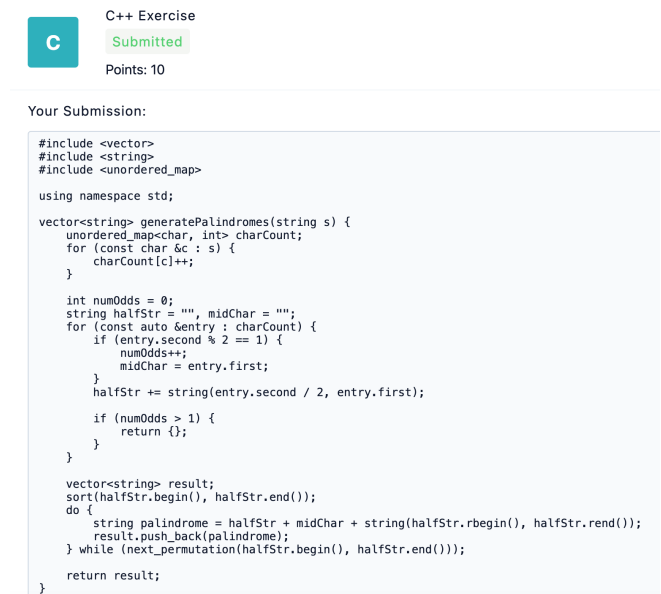 C++ Exercise
C
Submitted
Points: 10
Your Submission:
#include <vector>
#include <string>
#include <unordered_map>
using namespace std;
vector<string> generatePalindromes(string s) {
    unordered_map<char, int> charCount;
    for (const char &c : s) {
        charCount[c]++;
    }
    int numOdds = 0;
    string halfStr = "", midChar = "";
    for (const auto &entry : charCount) {
        if (entry.second % 2 == 1) {
            numOdds++;
            midChar = entry.first;
        }
        halfStr += string(entry.second / 2, entry.first);
        if (numOdds > 1) {
            return {};
        }
    }
    vector<string> result;
    sort(halfStr.begin(), halfStr.end());
    do {
        string palindrome = halfStr + midChar + string(halfStr.rbegin(), halfStr.rend());
        result.push_back(palindrome);
    } while (next_permutation(halfStr.begin(), halfStr.end()));
    return result;
}